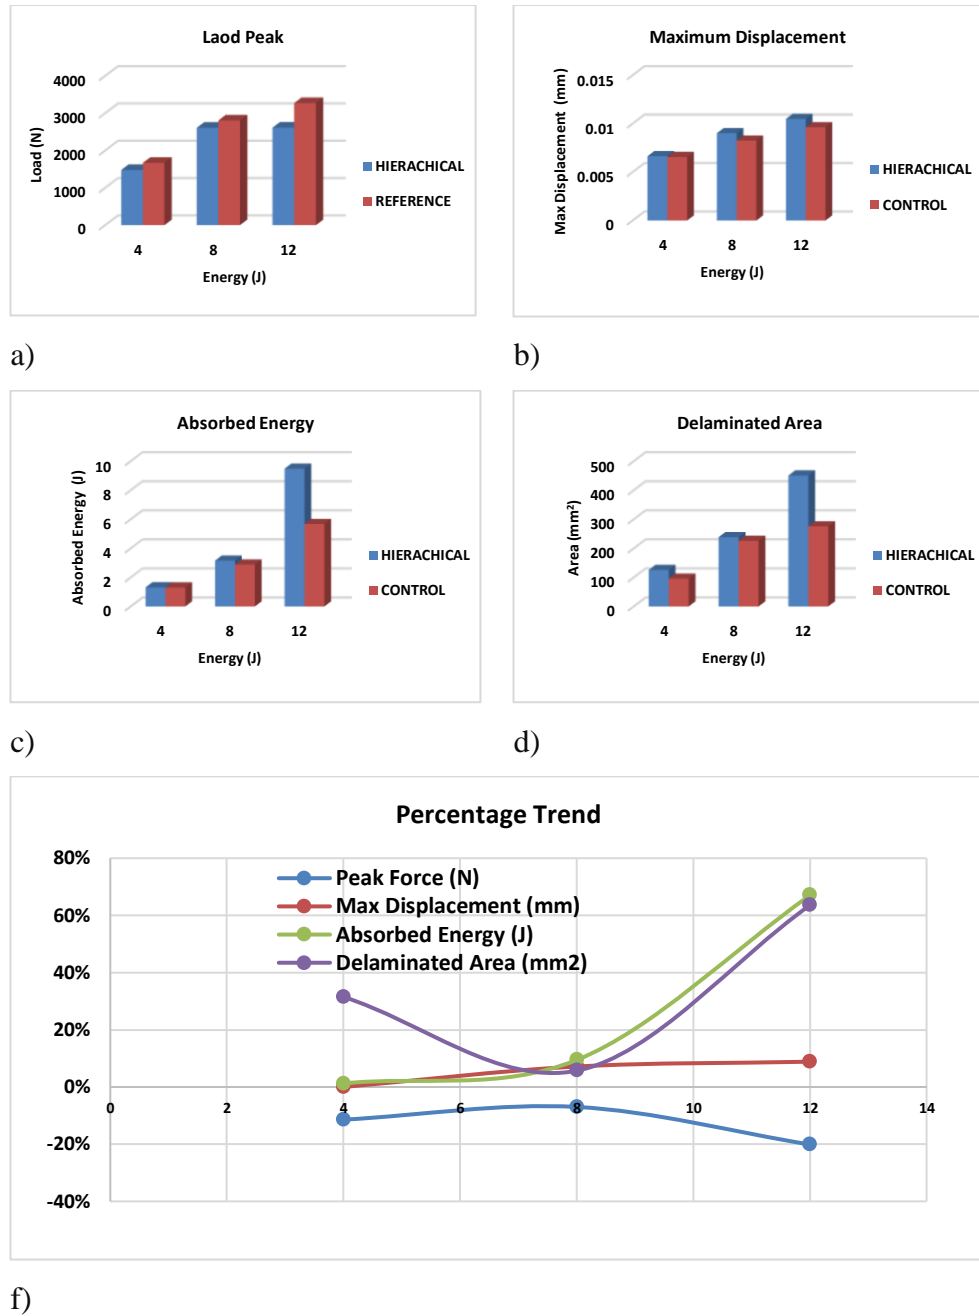 Laod Peak
Load (N)
4000
3000
2000
1000
0
4 8 12
Energy (J)
HIERACHICAL
REFERENCE
a)
Maximum Displacement
Max Displacement (mm)
0.015
0.01
0.005
0
4 8 12
Energy (J)
HIERACHICAL
CONTROL
b)
Absorbed Energy
Absorbed Energy (J)
10
8
6
4
2
0
4 8 12
Energy (J)
HIERACHICAL
CONTROL
c)
Delaminated Area
Area (mm²)
500
400
300
200
100
0
4 8 12
Energy (J)
HIERACHICAL
CONTROL
d)
Percentage Trend
80%
60%
40%
20%
0%
-20%
-40%
0 2 4 6 8 10 12 14
Peak Force (N)
Max Displacement (mm)
Absorbed Energy (J)
Delaminated Area (mm2)
f)